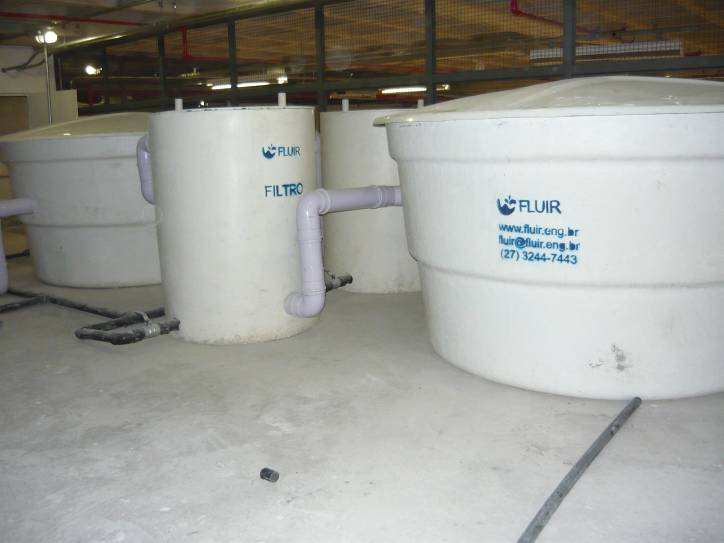 FLUIR
FILTRO
FLUIR
www.fluir.eng.br
fluir@fluir.eng.br
(27) 3244-7443